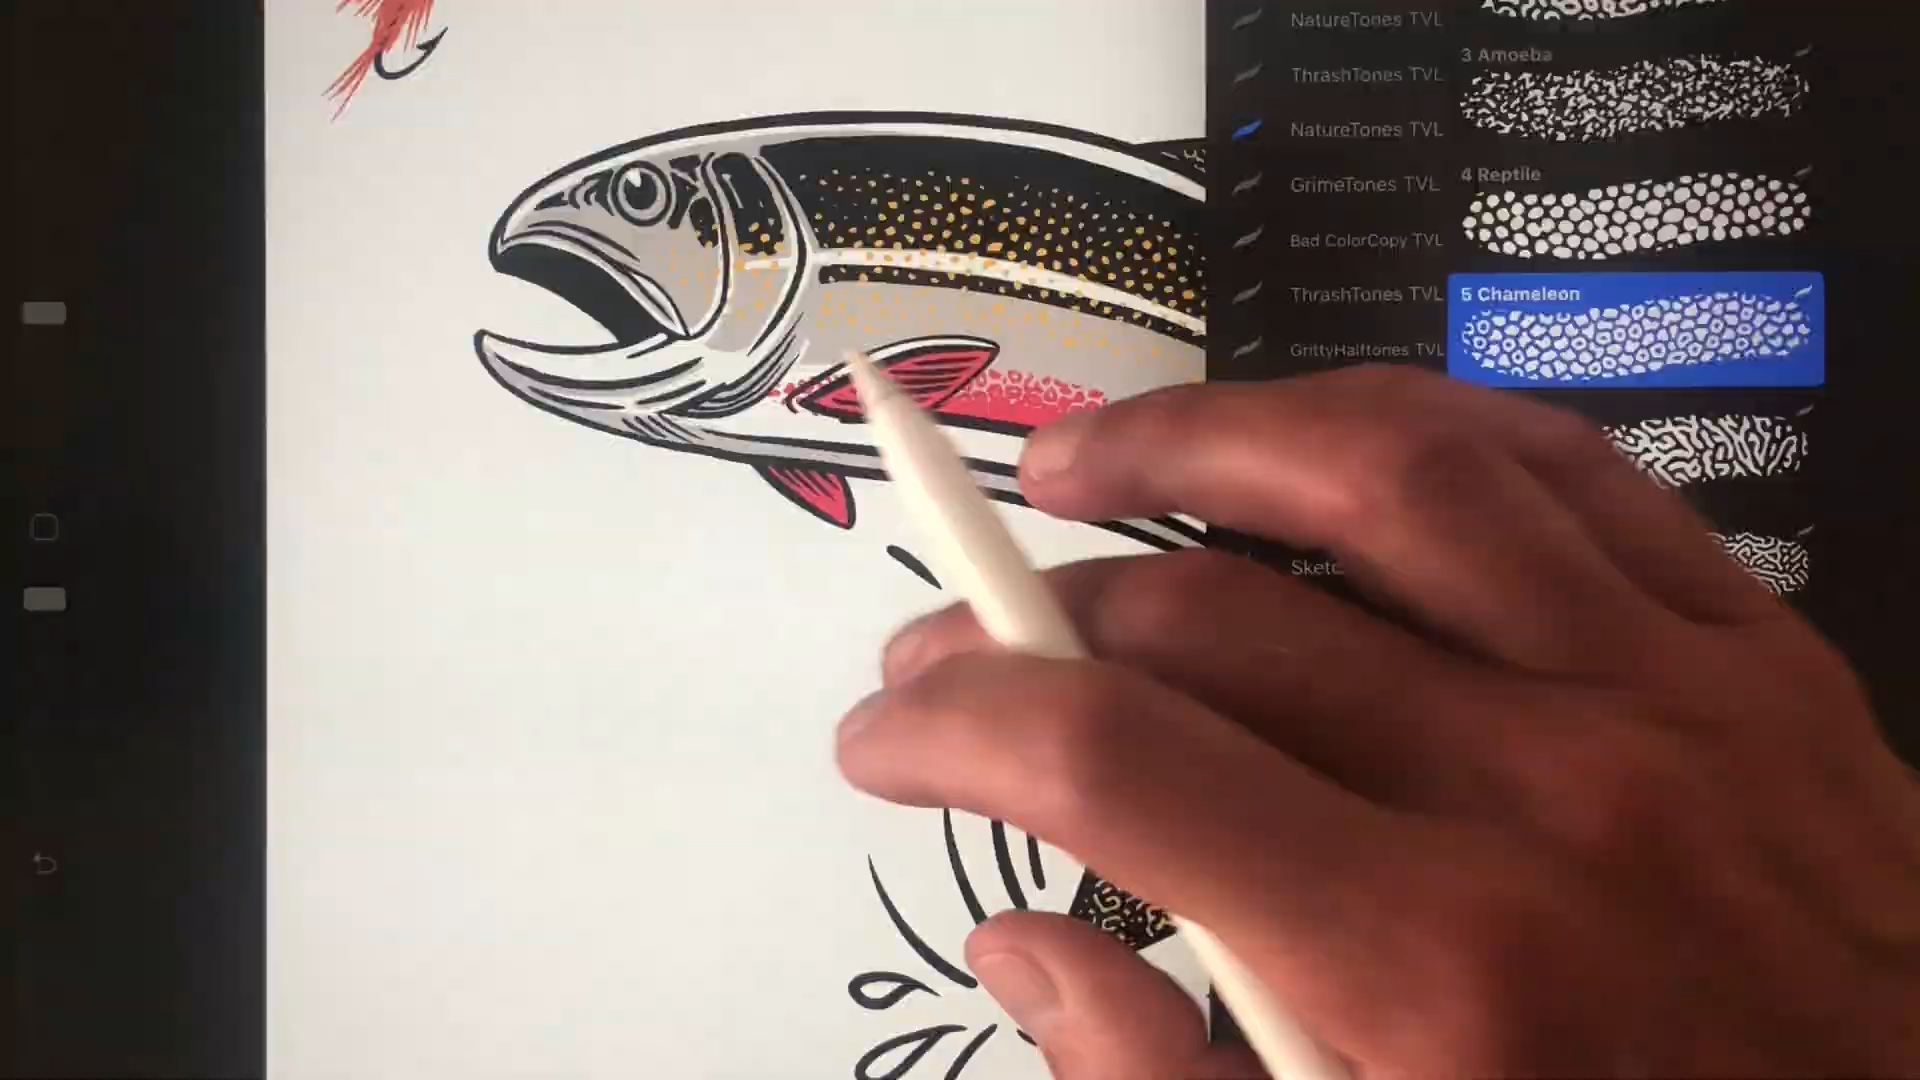 NatureTones TVL
ThrashTones TVL
NatureTones TVL
GrimeTones TVL
Bad ColorCopy TVL
ThrashTones TVL
GrittyHalftones TVL
Sketc
3 Amoeba
4 Reptile
5 Chameleon